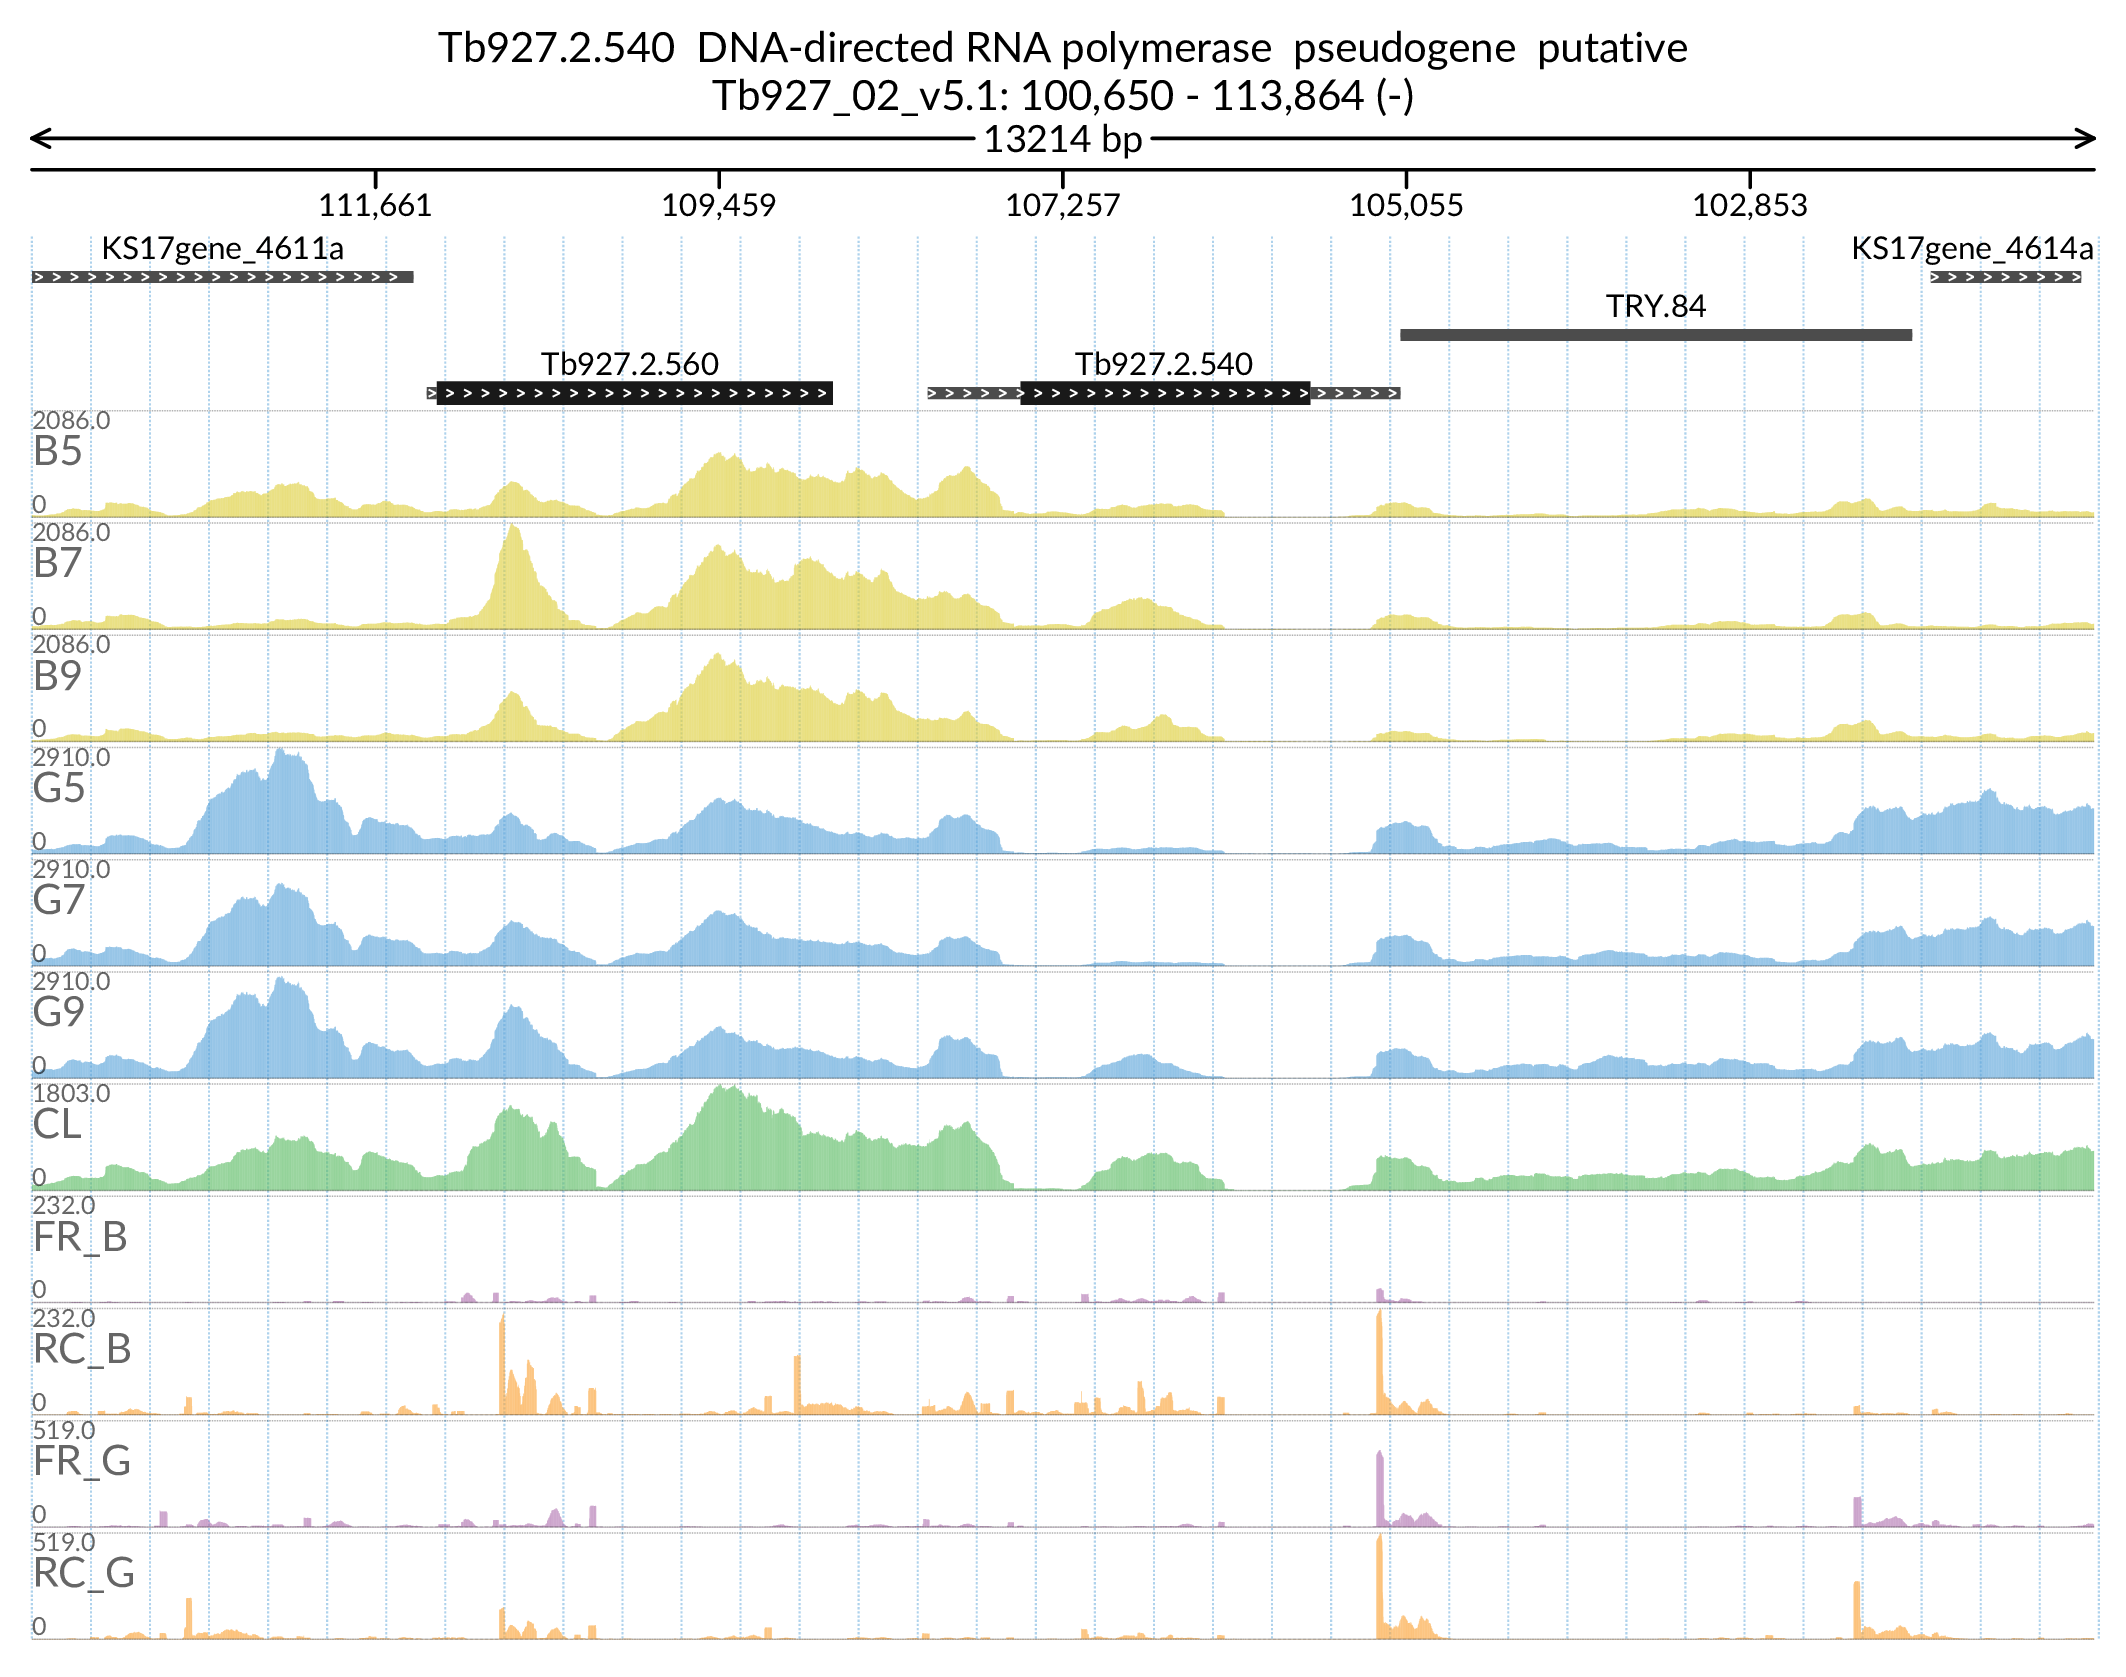 Tb927.2.540  DNA-directed RNA polymerase  pseudogene  putative
Tb927_02_v5.1: 100,650 - 113,864 (-)
13214 bp
111,661 109,459 107,257 105,055 102,853
KS17gene_4611a KS17gene_4614a
TRY.84
Tb927.2.560 Tb927.2.540
2086.0
B5
0
2086.0
B7
0
2086.0
B9
0
2910.0
G5
0
2910.0
G7
0
2910.0
G9
0
1803.0
CL
0
232.0
FR_B
0
232.0
RC_B
0
519.0
FR_G
0
519.0
RC_G
0